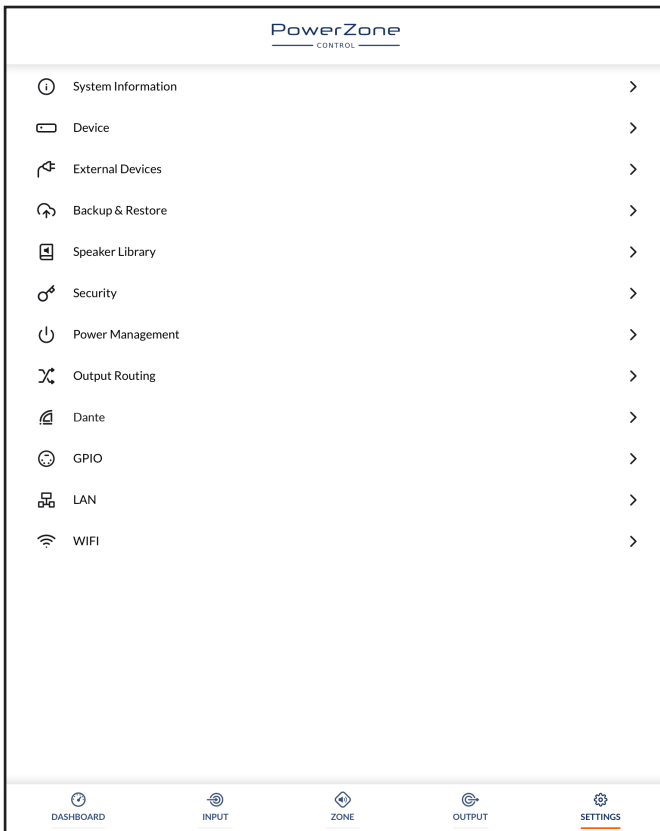 PowerZone
CONTROL
System Information
Device
External Devices
Backup & Restore
Speaker Library
Security
Power Management
Output Routing
Dante
GPIO
LAN
WIFI
DASHBOARD INPUT ZONE OUTPUT SETTINGS